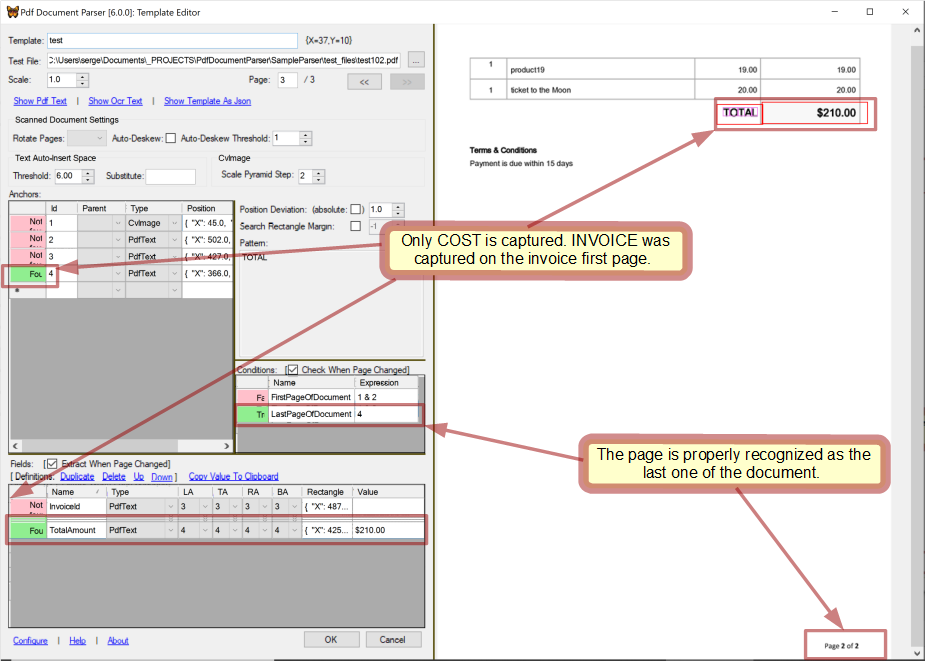 Pdf Document Parser [6.0.0]: Template Editor
Template: test {X=37,Y=10}
Test File: C:\Users\serge\Documents\_PROJECTS\PdfDocumentParser\SampleParser\test_files\test102.pdf ...
Scale: 1.0 Page: 3 / 3 << >>
Show Pdf Text | Show Ocr Text | Show Template As Json
Scanned Document Settings
Rotate Pages: Auto-Deskew: Auto-Deskew Threshold: 1
Text Auto-Insert Space CvImage
Threshold: 6.00 Substitute: Scale Pyramid Step: 2
Anchors:
Id Parent Type Position
Not 1 CvImage { "X": 45.0,
Not 2 PdfText { "X": 502.0,
Not 3 PdfText { "X": 427.0,
Fou 4 PdfText { "X": 366.0,
*
Position Deviation: (absolute: ) 1.0
Search Rectangle Margin: -1
Pattern:
TOTAL
Conditions: [ Check When Page Changed]
Name Expression
Fa FirstPageOfDocument 1 & 2
Tr LastPageOfDocument 4
Fields: [ Extract When Page Changed]
[ Definitions: Duplicate Delete Up Down ] Copy Value To Clipboard
Name Type LA TA RA BA Rectangle Value
Not InvoiceId PdfText 3 3 3 3 { "X": 487...
Fou TotalAmount PdfText 4 4 4 4 { "X": 425... $210.00
Configure | Help | About OK Cancel
1 product19 19.00 19.00
1 ticket to the Moon 20.00 20.00
TOTAL $210.00
Terms & Conditions
Payment is due within 15 days
Only COST is captured. INVOICE was
captured on the invoice first page.
The page is properly recognized as the
last one of the document.
Page 2 of 2